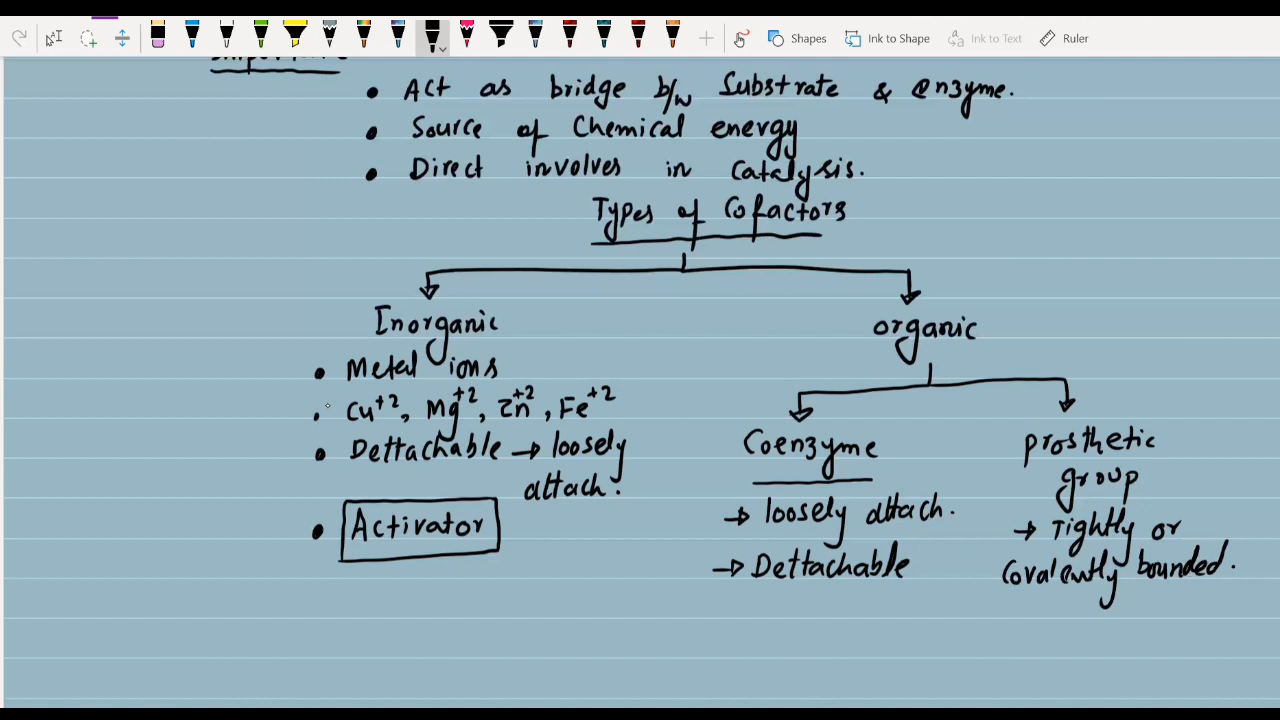 Shapes
Ink to Shape
Ink to Text
Ruler
• Act as bridge b/w Substrate & enzyme.
• Source of Chemical energy
• Direct involves in Catalysis.
Types of Cofactors
Inorganic
• Metal ions
• Cu+2, Mg+2, Zn+2, Fe+2
• Dettachable → loosely
attach.
• Activator
organic
Coenzyme
→ loosely attach.
→ Dettachable
prosthetic
group
→ Tightly or
Covalently bounded.